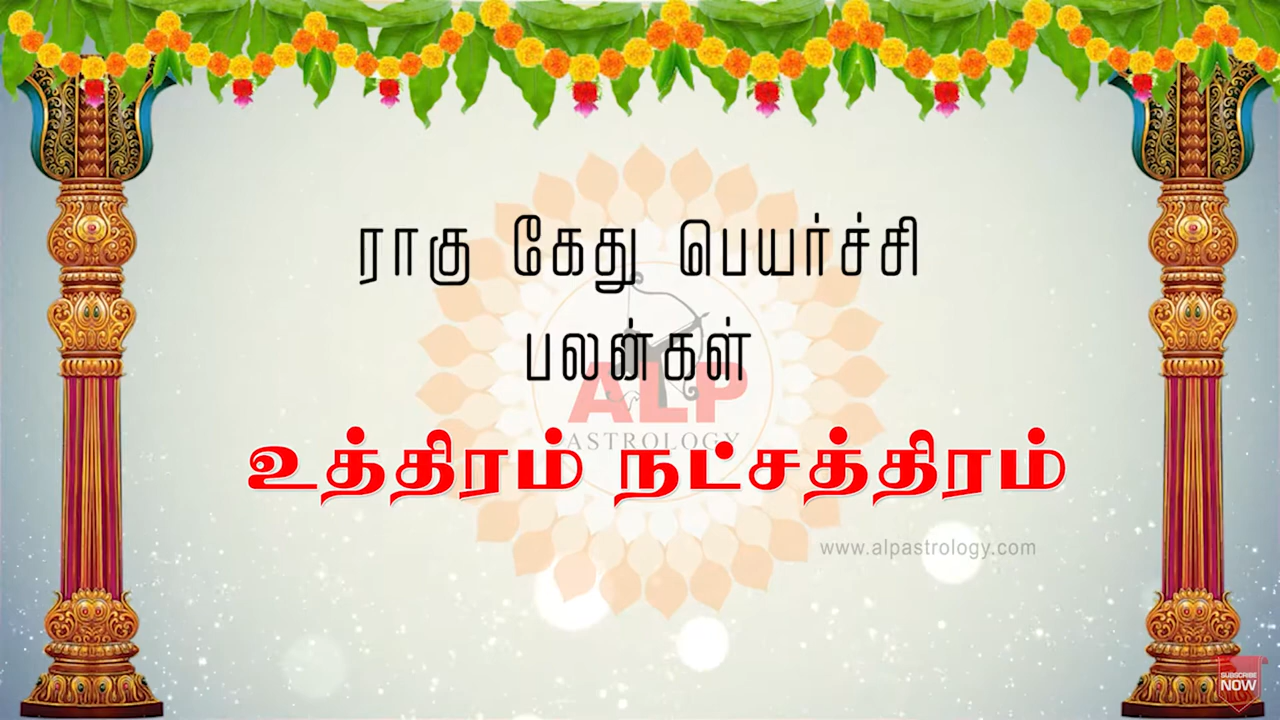 ராகு கேது பெயர்ச்சி
பலன்கள்
ALP
ASTROLOGY
உத்திரம் நட்சத்திரம்
www.alpastrology.com
SUBSCRIBE
NOW